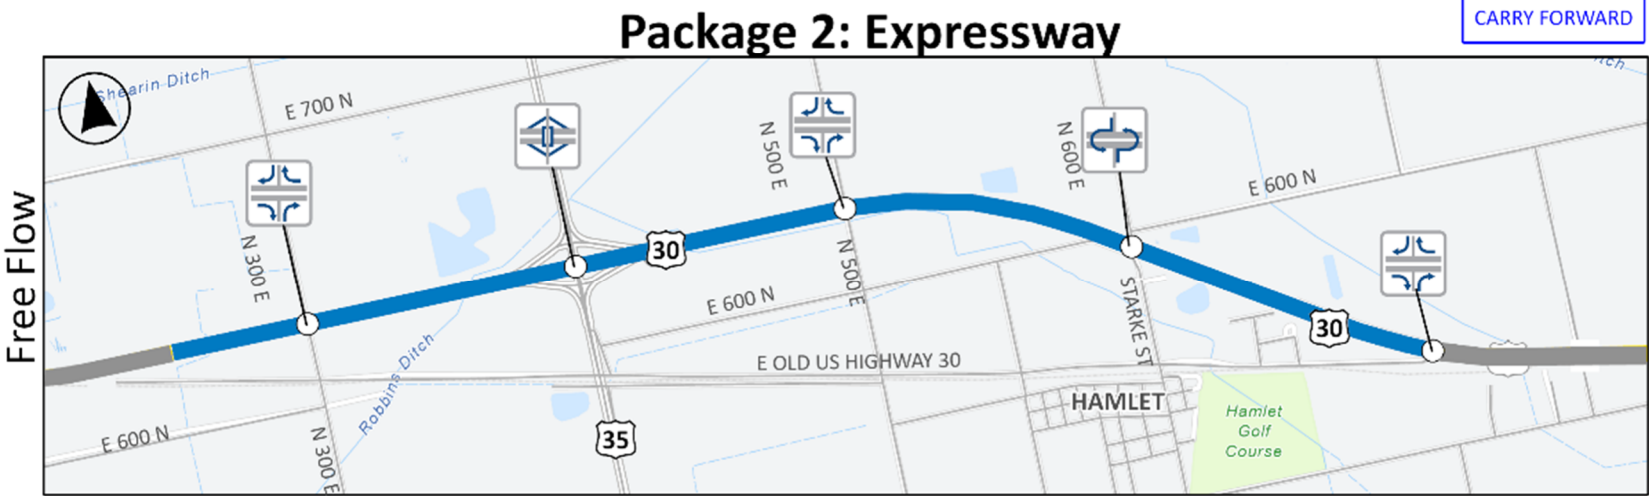 Package 2: Expressway
CARRY FORWARD
Free Flow
Shearin Ditch
E 700 N
N 500 E
N 600 E
E 600 N
N 300 E
30
N 500 E
E 600 N
STARKE ST
30
Robbins Ditch
E OLD US HIGHWAY 30
HAMLET
Hamlet
Golf
Course
35
E 600 N
N 300 E